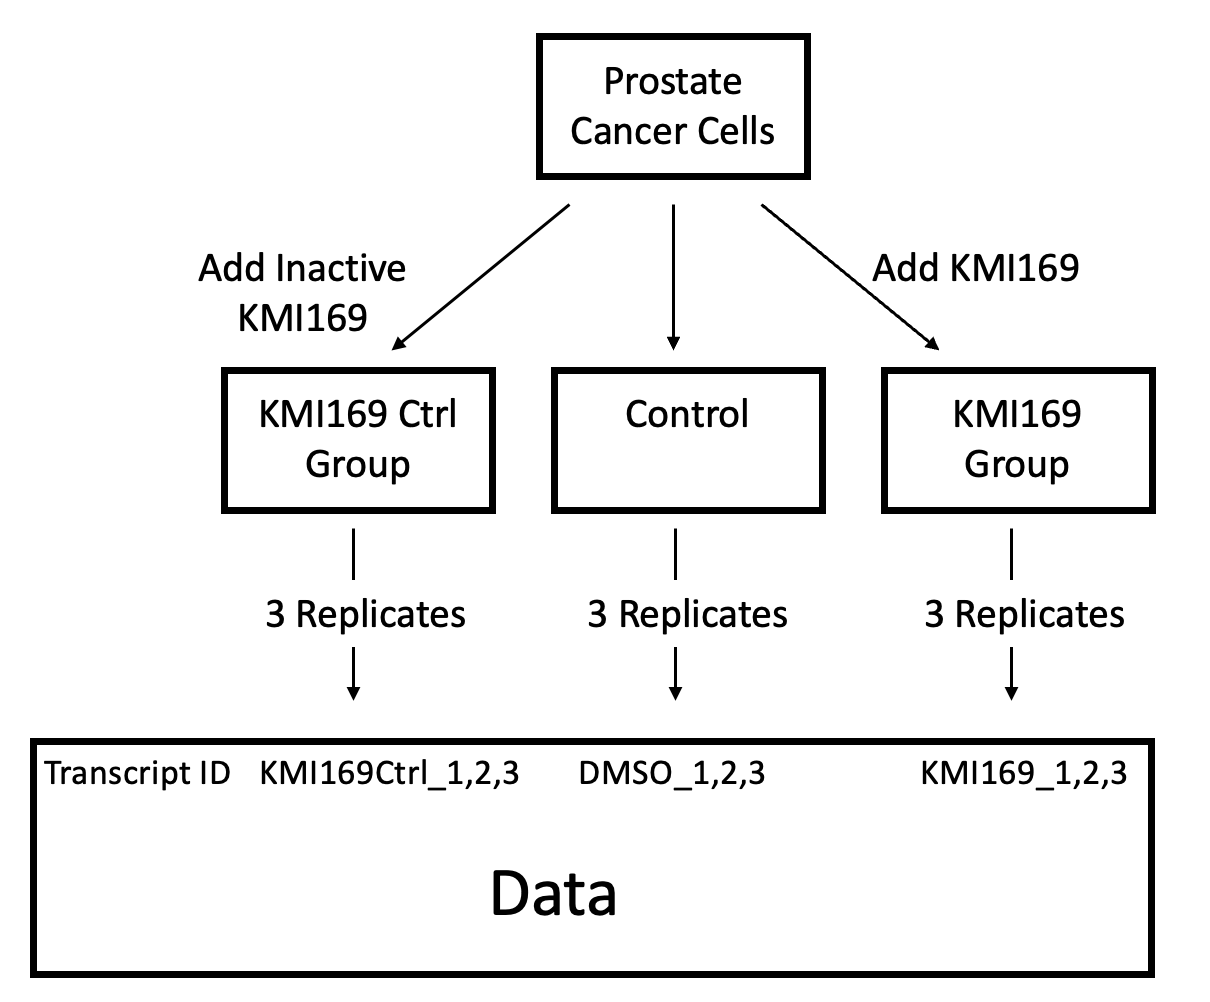 Prostate
Cancer Cells
Add Inactive
KMI169
Add KMI169
KMI169 Ctrl
Group
Control
KMI169
Group
3 Replicates
3 Replicates
3 Replicates
Transcript ID KMI169Ctrl_1,2,3 DMSO_1,2,3 KMI169_1,2,3
Data